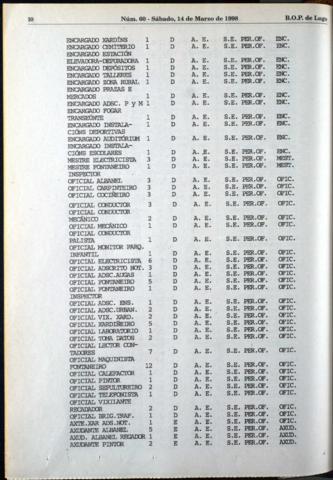 10 Núm. 60 - Sábado, 14 de Marzo de 1998 B.O.P. de Lugo
ENCARGADO XARDÍNS 1 D A. E. S.E. PER.OF. ENC.
ENCARGADO CEMITERIO 1 D A. E. S.E. PER.OF. ENC.
ENCARGADO ESTACIÓN
ELEVADORA-DEPURADORA 1 D A. E. S.E. PER.OF. ENC.
ENCARGADO DEPÓSITOS 1 D A. E. S.E. PER.OF. ENC.
ENCARGADO TALLERES 1 D A. E. S.E. PER.OF. ENC.
ENCARGADO ZONA RURAL 1 D A. E. S.E. PER.OF. ENC.
ENCARGADO PRAZAS E
MERCADOS 1 D A. E. S.E. PER.OF. ENC.
ENCARGADO ADSC. P y M 1 D A. E. S.E. PER.OF. ENC.
ENCARGADO FOGAR
TRANSEÚNTE 1 D A. E. S.E. PER.OF. ENC.
ENCARGADO INSTALA-
CIÓNS DEPORTIVAS 1 D A. E. S.E. PER.OF. ENC.
ENCARGADO AUDITÓRIUM 1 D A. E. S.E. PER.OF. ENC.
ENCARGADO INSTALA-
CIÓNS ESCOLARES 1 D A. E. S.E. PER.OF. ENC.
MESTRE ELECTRICISTA 3 D A. E. S.E. PER.OF. MEST.
MESTRE FONTANEIRO 1 D A. E. S.E. PER.OF. MEST.
INSPECTOR
OFICIAL ALBANEL 3 D A. E. S.E. PER.OF. OFIC.
OFICIAL CARPINTEIRO 3 D A. E. S.E. PER.OF. OFIC.
OFICIAL COCIÑEIRO 3 D A. E. S.E. PER.OF. OFIC.
OFICIAL CONDUCTOR 3 D A. E. S.E. PER.OF. OFIC.
OFICIAL CONDUCTOR
MECÁNICO 2 D A. E. S.E. PER.OF. OFIC.
OFICIAL MECÁNICO 1 D A. E. S.E. PER.OF. OFIC.
OFICIAL CONDUCTOR
PALISTA 1 D A. E. S.E. PER.OF. OFIC.
OFICIAL MONITOR PARQ.
INFANTIL 1 D A. E. S.E. PER.OF. OFIC.
OFICIAL ELECTRICISTA 6 D A. E. S.E. PER.OF. OFIC.
OFICIAL ADSCRITO NOT. 3 D A. E. S.E. PER.OF. OFIC.
OFICIAL ADSC.AUGAS 1 D A. E. S.E. PER.OF. OFIC.
OFICIAL FONTANEIRO 5 D A. E. S.E. PER.OF. OFIC.
OFICIAL FONTANEIRO 1 D A. E. S.E. PER.OF. OFIC.
INSPECTOR
OFICIAL ADSC. ENS. 1 D A. E. S.E. PER.OF. OFIC.
OFICIAL ADSC.URBAN. 2 D A. E. S.E. PER.OF. OFIC.
OFICIAL VIX. XARD. 2 D A. E. S.E. PER.OF. OFIC.
OFICIAL XARDIÑEIRO 5 D A. E. S.E. PER.OF. OFIC.
OFICIAL LABORATORIO 1 D A. E. S.E. PER.OF. OFIC.
OFICIAL TOMA DATOS 2 D A. E. S.E. PER.OF. OFIC.
OFICIAL LECTOR CON-
TADORES 7 D A. E. S.E. PER.OF. OFIC.
OFICIAL MAQUINISTA
FONTANEIRO 12 D A. E. S.E. PER.OF. OFIC.
OFICIAL CALEFACTOR 1 D A. E. S.E. PER.OF. OFIC.
OFICIAL PINTOR 1 D A. E. S.E. PER.OF. OFIC.
OFICIAL SEPULTUREIRO 2 D A. E. S.E. PER.OF. OFIC.
OFICIAL TELEFONISTA 1 D A. E. S.E. PER.OF. OFIC.
OFICIAL VIXIANTE
RECADADOR 2 D A. E. S.E. PER.OF. OFIC.
OFICIAL BRIG.TRAF. 1 D A. E. S.E. PER.OF. OFIC.
AXTE.XAR ADS.NOT. 1 E A. E. S.E. PER.OF. AXUD.
AXUDANTE ALBANEL 5 E A. E. S.E. PER.OF. AXUD.
AXUD. ALBANEL REGADOR 1 E A. E. S.E. PER.OF. AXUD.
AXUDANTE PINTOR 2 E A. E. S.E. PER.OF. AXUD.